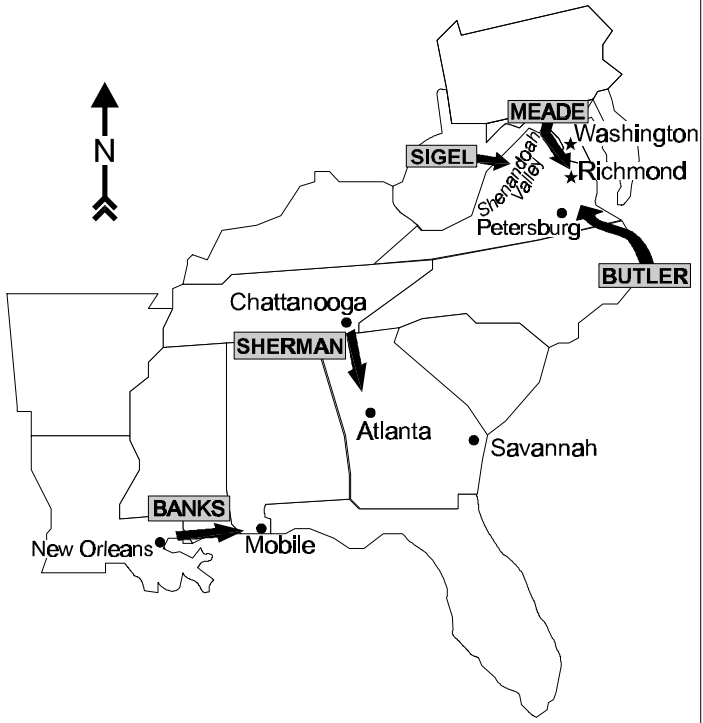 N
MEADE
Washington
SIGEL
Shenandoah
Valley
Richmond
Petersburg
BUTLER
Chattanooga
SHERMAN
Atlanta
Savannah
BANKS
New Orleans
Mobile